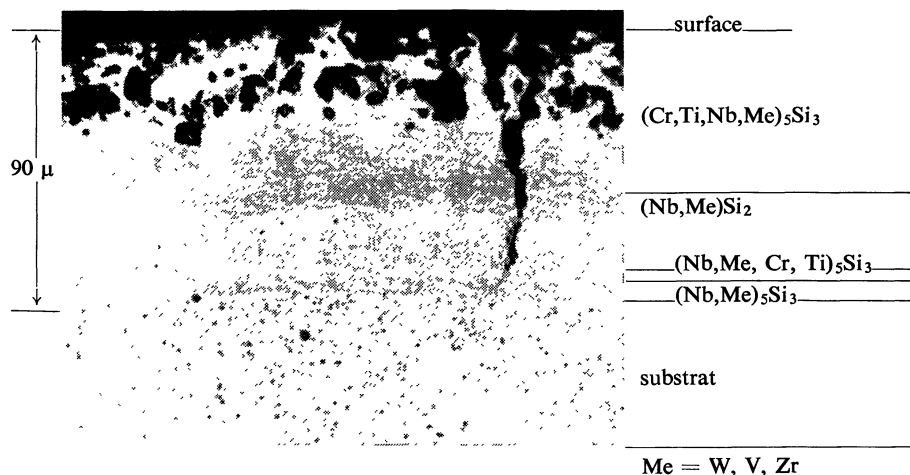 surface
(Cr,Ti,Nb,Me)₅Si₃
90 μ
(Nb,Me)Si₂
(Nb,Me, Cr, Ti)₅Si₃
(Nb,Me)₅Si₃
substrat
Me = W, V, Zr